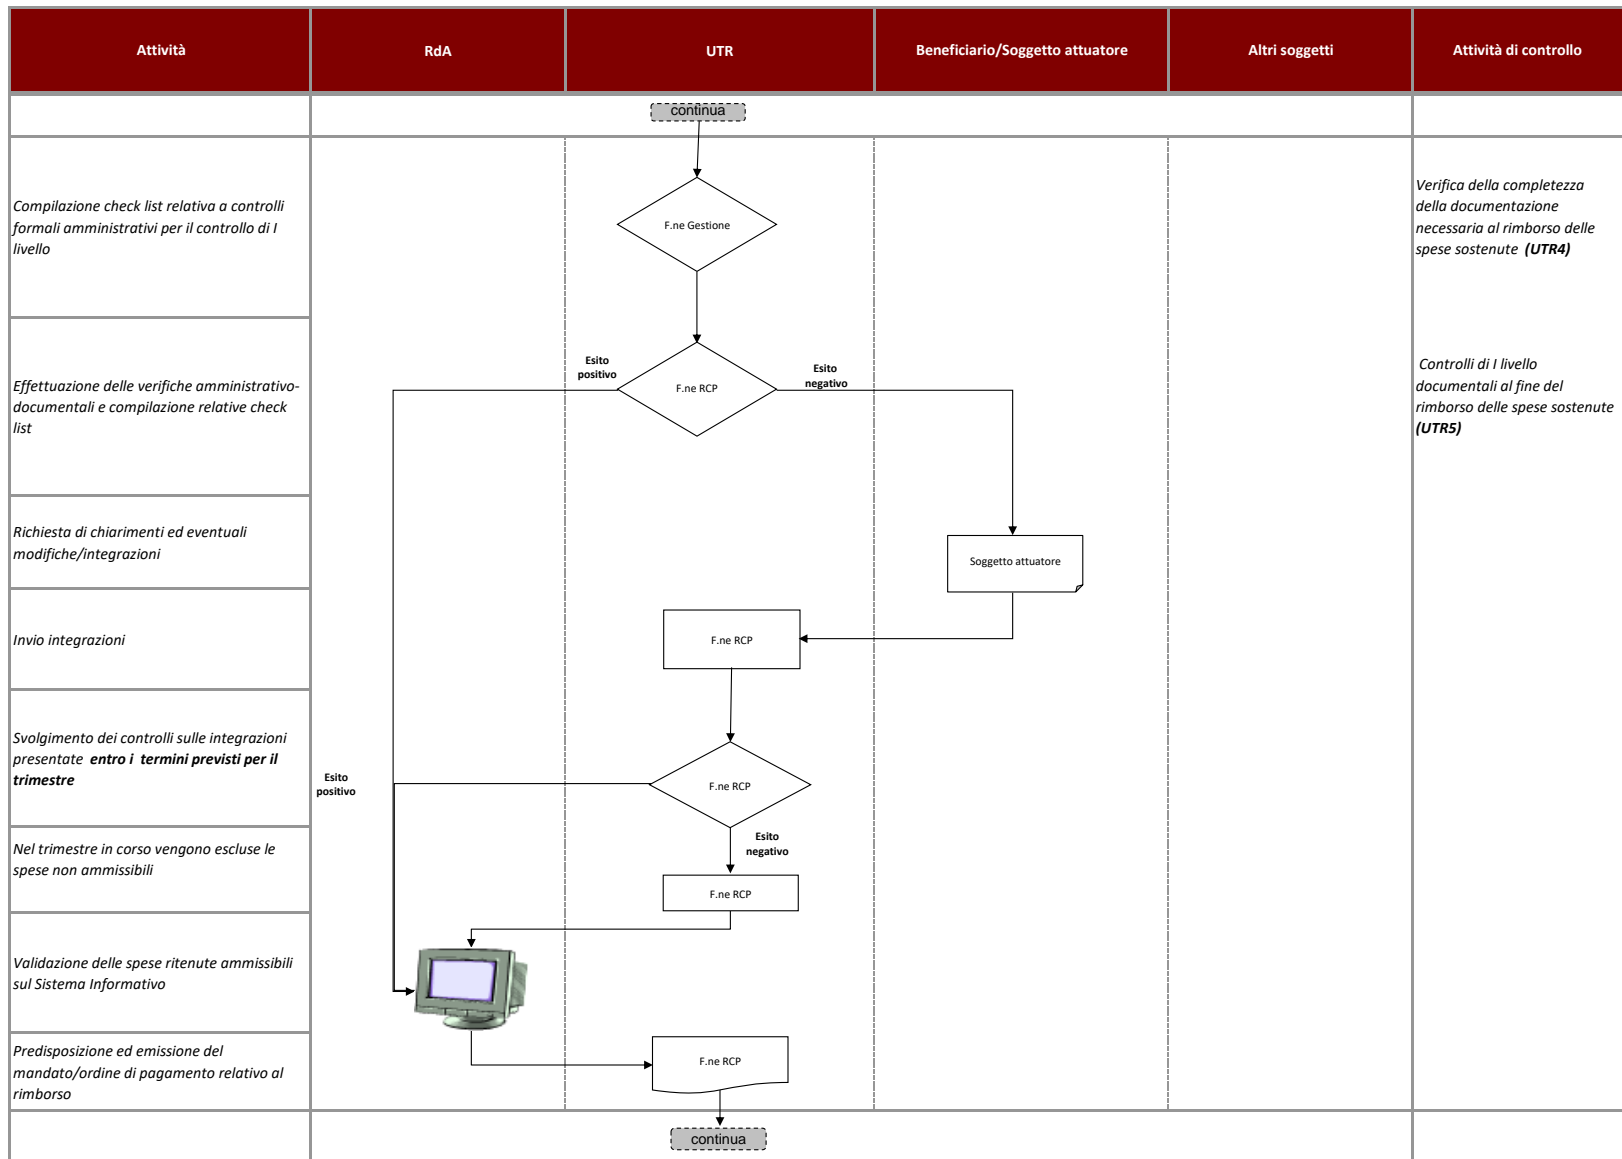 Attività
RdA
UTR
Beneficiario/Soggetto attuatore
Altri soggetti
Attività di controllo
continua
Compilazione check list relativa a controlli
formali amministrativi per il controllo di I
livello
F.ne Gestione
Verifica della completezza
della documentazione
necessaria al rimborso delle
spese sostenute (UTR4)
Effettuazione delle verifiche amministrativo-
documentali e compilazione relative check
list
Esito
positivo
F.ne RCP
Esito
negativo
Controlli di I livello
documentali al fine del
rimborso delle spese sostenute
(UTR5)
Richiesta di chiarimenti ed eventuali
modifiche/integrazioni
Soggetto attuatore
Invio integrazioni
F.ne RCP
Svolgimento dei controlli sulle integrazioni
presentate entro i termini previsti per il
trimestre
Esito
positivo
F.ne RCP
Esito
negativo
Nel trimestre in corso vengono escluse le
spese non ammissibili
F.ne RCP
Validazione delle spese ritenute ammissibili
sul Sistema Informativo
Predisposizione ed emissione del
mandato/ordine di pagamento relativo al
rimborso
F.ne RCP
continua